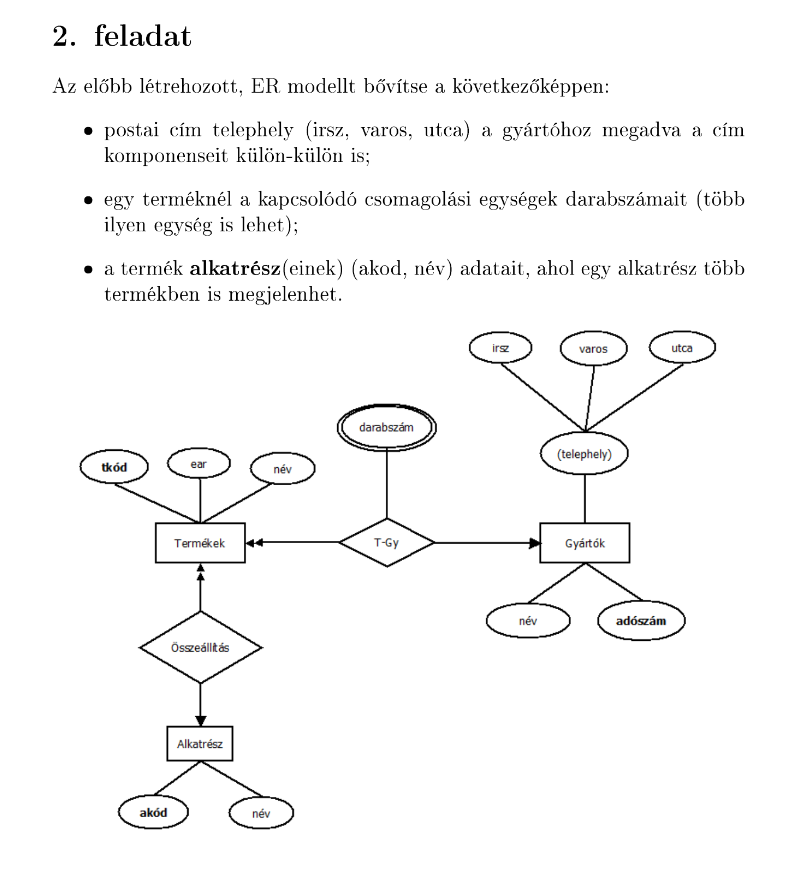 2. feladat
Az előbb létrehozott, ER modellt bővítse a következőképpen:
• postai cím telephely (irsz, varos, utca) a gyártóhoz megadva a cím
komponenseit külön-külön is;
• egy terméknél a kapcsolódó csomagolási egységek darabszámait (több
ilyen egység is lehet);
• a termék alkatrész(einek) (akod, név) adatait, ahol egy alkatrész több
termékben is megjelenhet.
irsz
varos
utca
darabszám
(telephely)
tkód
ear
név
Termékek
T-Gy
Gyártók
név
adószám
Összeállítás
Alkatrész
akód
név